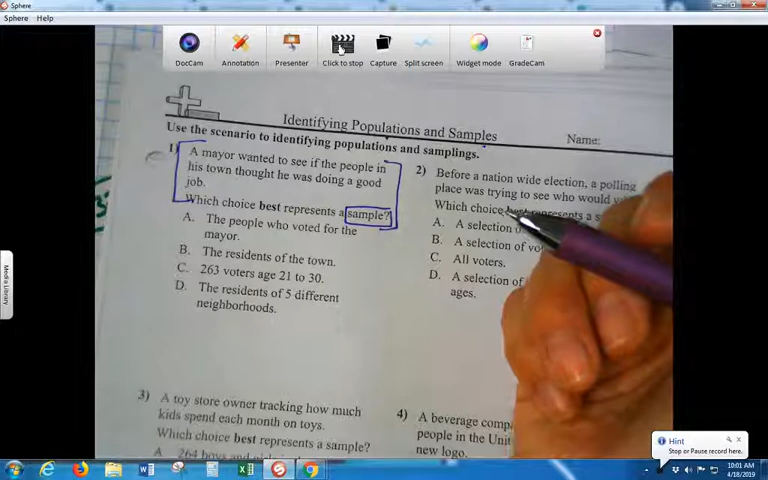 Sphere
Sphere Help
DocCam
Annotation
Presenter
Click to stop
Capture
Split screen
Widget mode
GradeCam
Media Library
Identifying Populations and Samples
Name:
Use the scenario to identifying populations and samplings.
1)
A mayor wanted to see if the people in
his town thought he was doing a good
job.
Which choice best represents a sample?
A. The people who voted for the
mayor.
B. The residents of the town.
C. 263 voters age 21 to 30.
D. The residents of 5 different
neighborhoods.
2) Before a nation wide election, a polling
place was trying to see who would
Which choice best represents a
A. A selection
B. A selection of
C. All voters.
D. A selection of
ages.
3) A toy store owner tracking how much
kids spend each month on toys.
Which choice best represents a sample?
A 264 boys and
4) A beverage
people in the
new logo.
Hint
Stop or Pause record here.
10:01 AM
4/18/2019